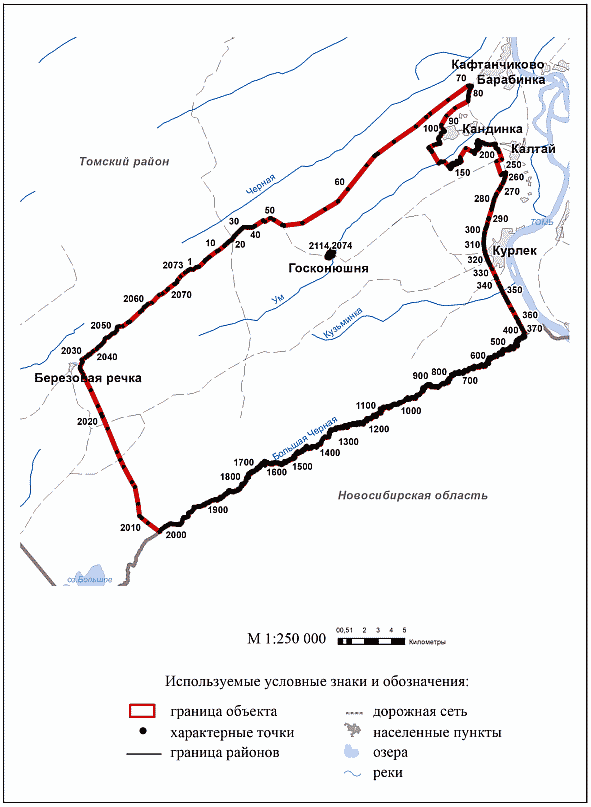 Кафтанчиково
70
Барабинка
80
90
100
Кандинка
Калтай
200
250
150
260
270
Томский район
Черная
60
280
290
ТОМЬ
50
30
40
20
10
300
310
Курлек
320
330
340
350
2114,2074
Госконюшня
1
2073
2070
2060
Ум
Кузьминка
2050
2040
2030
Березовая речка
360
370
400
500
600
700
800
900
1000
1100
1200
Большая Черная
1300
1400
1500
1600
1700
1800
1900
2020
2010
2000
Новосибирская область
оз.Большое
М 1:250 000
00,51 2 3 4 5
Километры
Используемые условные знаки и обозначения:
граница объекта
характерные точки
граница районов
дорожная сеть
населенные пункты
озера
реки